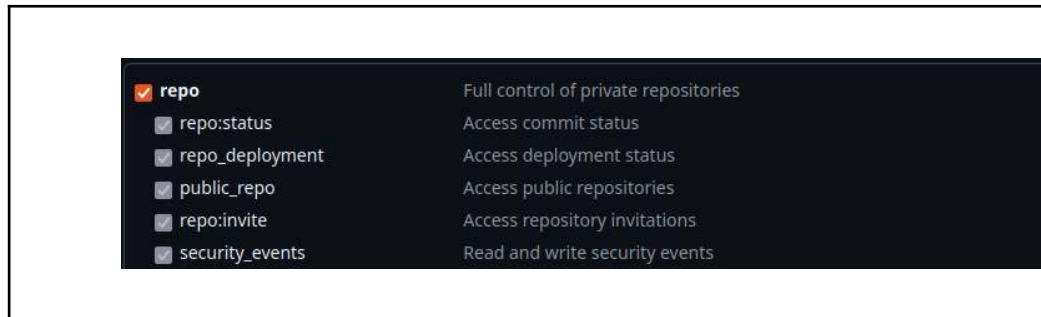 repo Full control of private repositories
repo:status Access commit status
repo_deployment Access deployment status
public_repo Access public repositories
repo:invite Access repository invitations
security_events Read and write security events